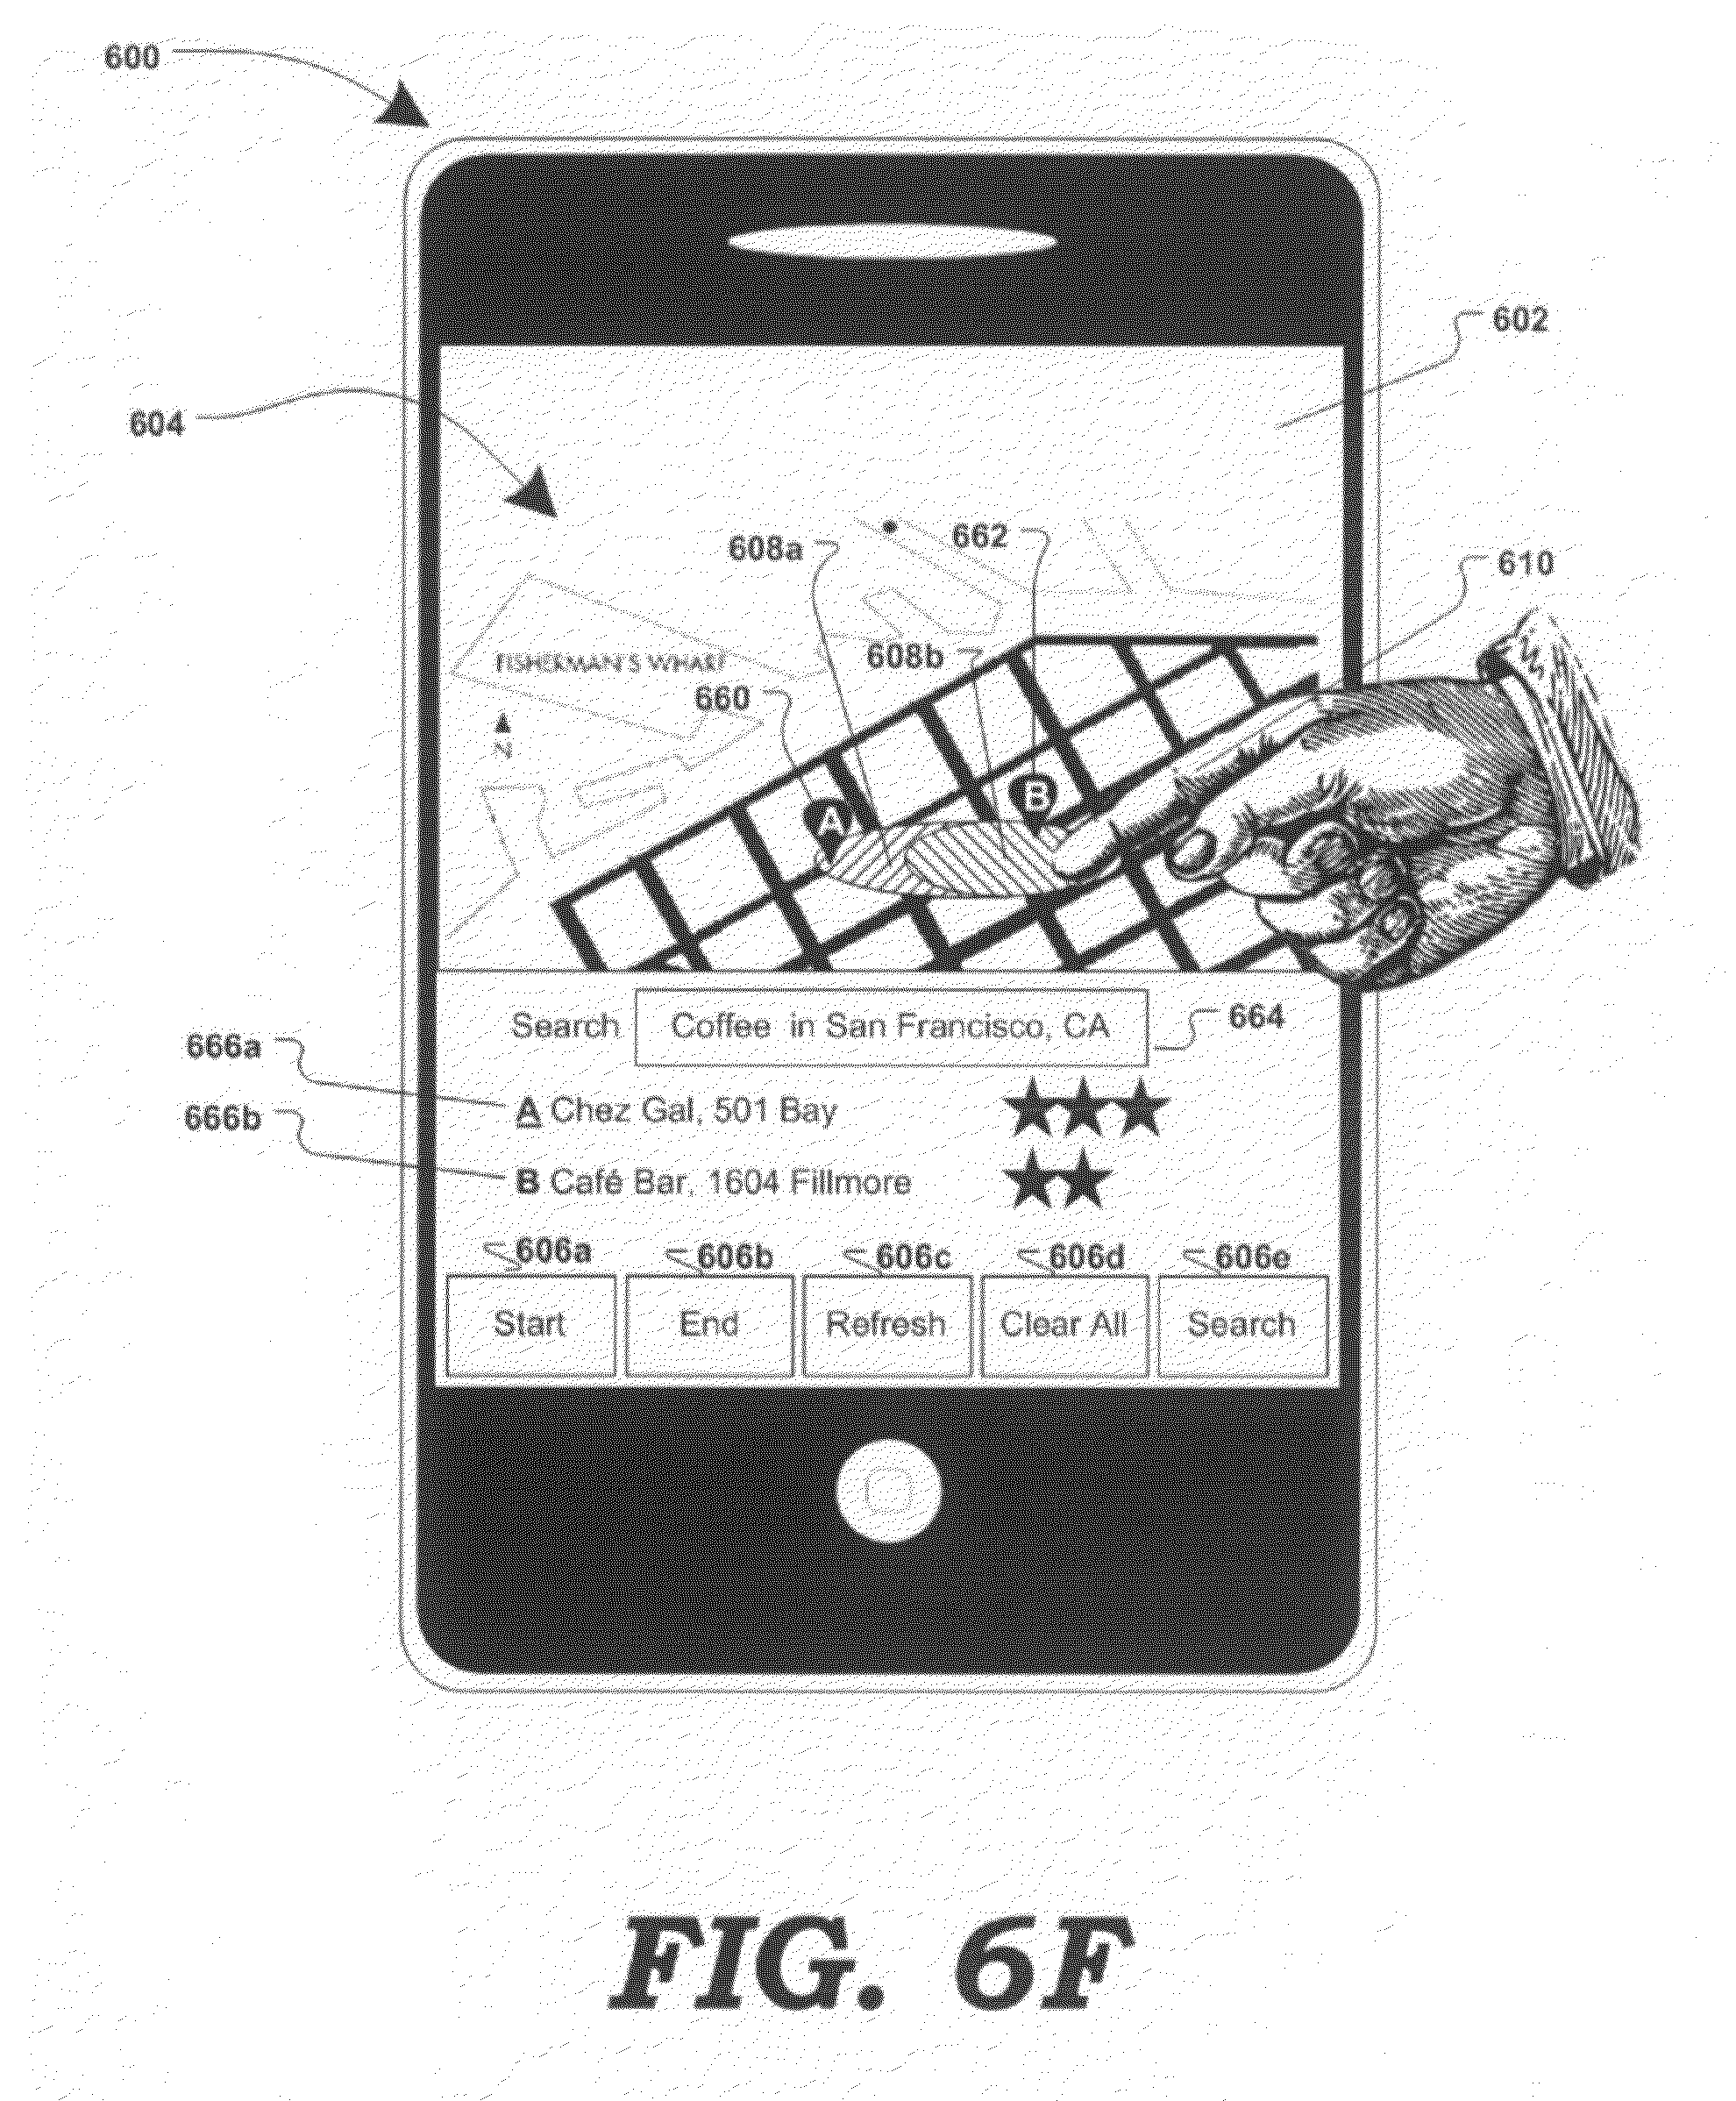 600
602
604
608a
662
610
608b
FISHERMAN'S WHARF
660
N
B
A
Search Coffee in San Francisco, CA
664
666a
A Chez Gal, 501 Bay
666b
B Café Bar, 1604 Fillmore
606a 606b 606c 606d 606e
Start End Refresh Clear All Search
FIG. 6F